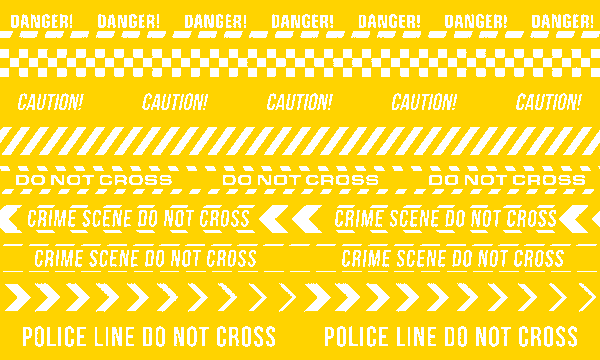 DANGER! DANGER! DANGER! DANGER! DANGER! DANGER! DANGER!
CAUTION! CAUTION! CAUTION! CAUTION! CAUTION!
DO NOT CROSS DO NOT CROSS DO NOT CROSS
CRIME SCENE DO NOT CROSS CRIME SCENE DO NOT CROSS
CRIME SCENE DO NOT CROSS CRIME SCENE DO NOT CROSS
POLICE LINE DO NOT CROSS POLICE LINE DO NOT CROSS